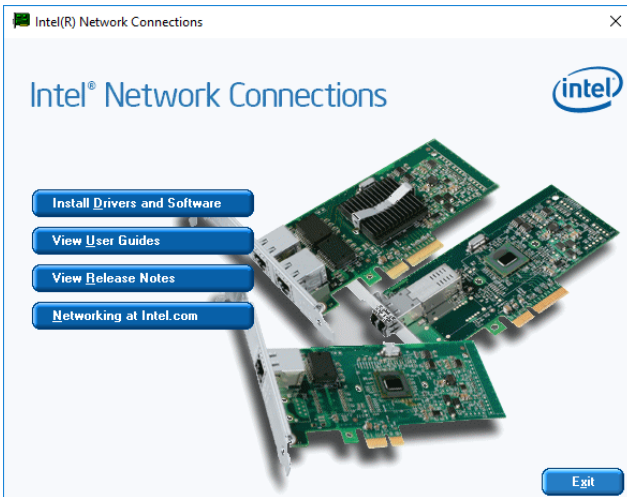 Intel(R) Network Connections
Intel® Network Connections
intel
Install Drivers and Software
View User Guides
View Release Notes
Networking at Intel.com
Exit